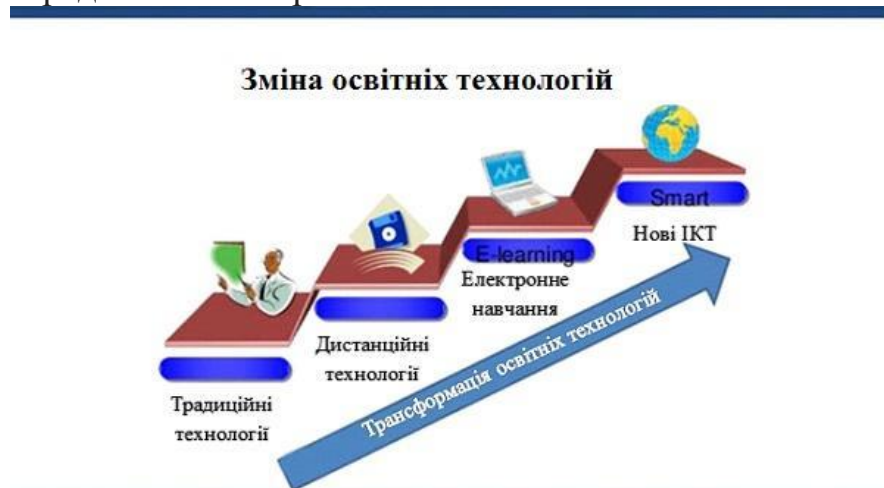 Зміна освітніх технологій
Smart
Нові ІКТ
E-learning
Електронне
навчання
Дистанційні
технології
Традиційні
технології
Трансформація освітніх технологій